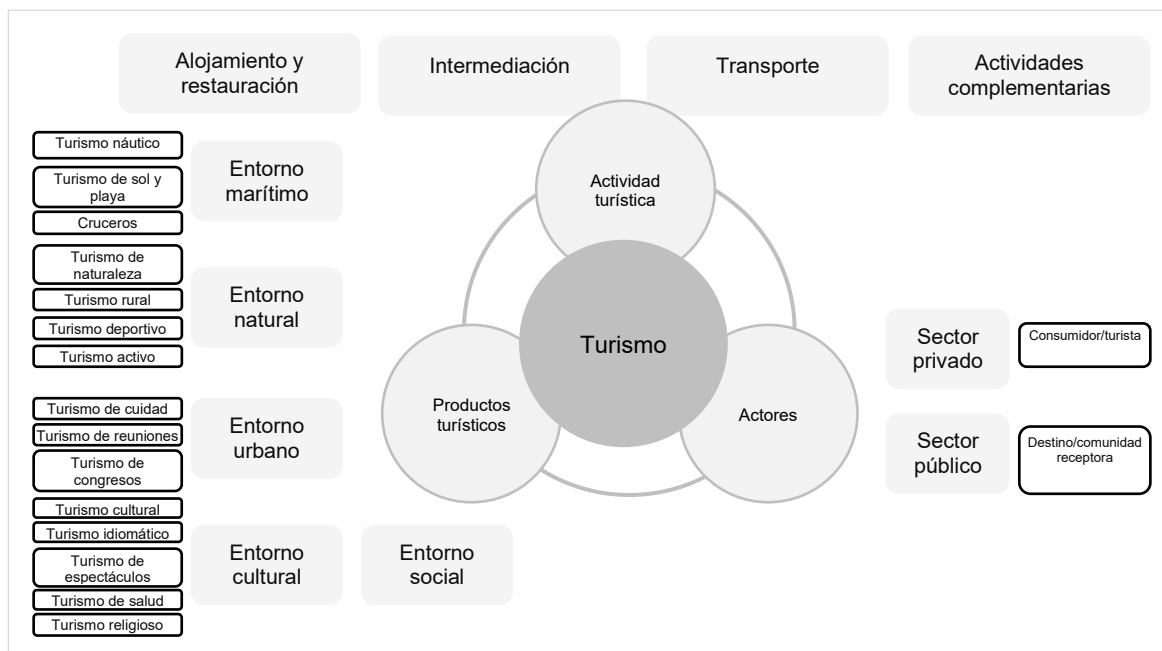 Alojamiento y
restauración
Intermediación
Transporte
Actividades
complementarias
Turismo náutico
Turismo de sol y
playa
Cruceros
Entorno
marítimo
Actividad
turística
Turismo de
naturaleza
Turismo rural
Turismo deportivo
Turismo activo
Entorno
natural
Turismo
Sector
privado
Consumidor/turista
Productos
turísticos
Actores
Turismo de cuidad
Turismo de reuniones
Turismo de
congresos
Entorno
urbano
Sector
público
Destino/comunidad
receptora
Turismo cultural
Turismo idiomático
Turismo de
espectáculos
Turismo de salud
Turismo religioso
Entorno
cultural
Entorno
social